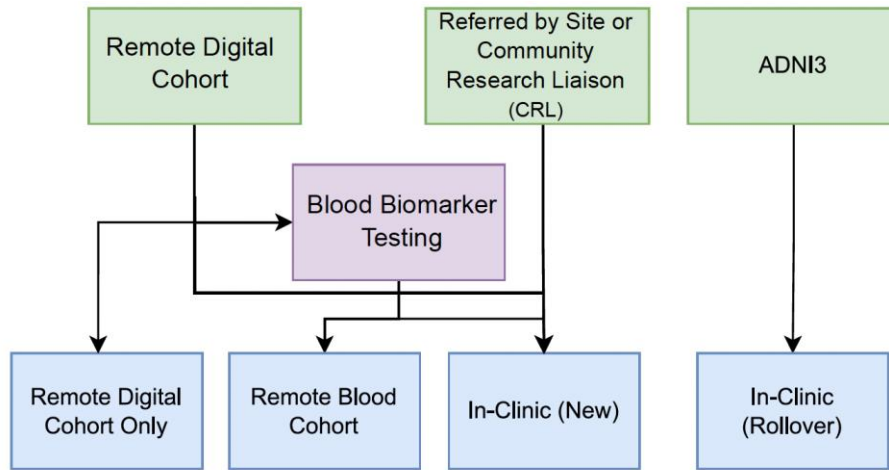 Remote Digital
Cohort
Referred by Site or
Community
Research Liaison
(CRL)
ADNI3
Blood Biomarker
Testing
Remote Digital
Cohort Only
Remote Blood
Cohort
In-Clinic (New)
In-Clinic
(Rollover)